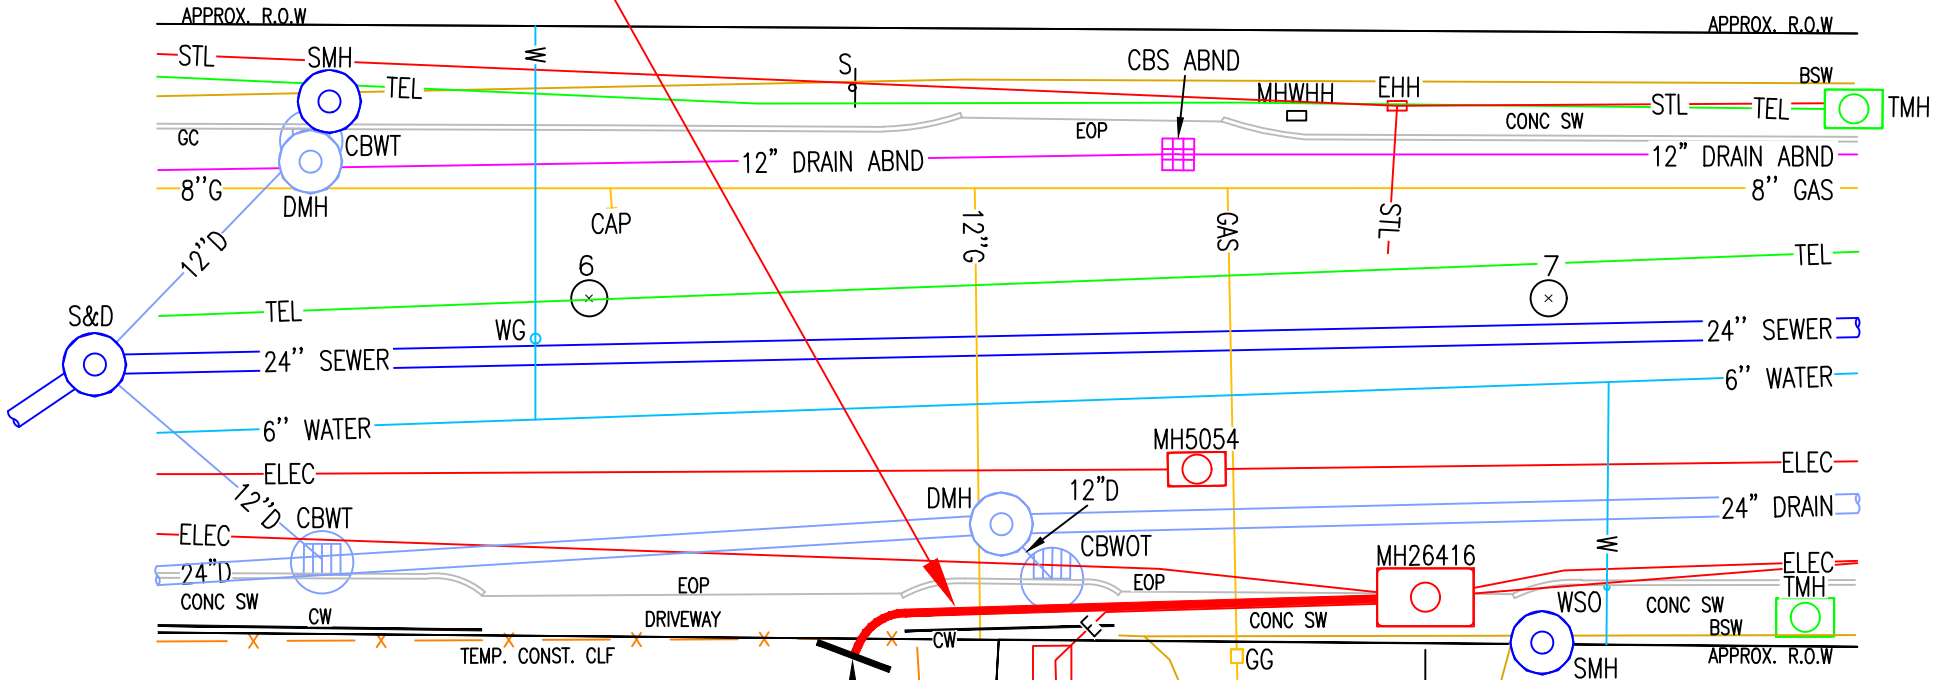 APPROX. R.O.W
APPROX. R.O.W
STL
SMH
W
S
CBS ABND
BSW
TEL
MHWHH
EHH
STL
TEL
TMH
GC
CBWT
EOP
CONC SW
12" DRAIN ABND
12" DRAIN ABND
8''G
8'' GAS
DMH
CAP
12''G
GAS
STL
12''D
6
7
TEL
TEL
S&D
WG
24'' SEWER
24'' SEWER
6'' WATER
6'' WATER
MH5054
ELEC
ELEC
12''D
DMH
12"D
24" DRAIN
CBWT
ELEC
CBWOT
MH26416
W
ELEC
24"D
EOP
EOP
TMH
CONC SW
WSO
CONC SW
CW
DRIVEWAY
E
CONC SW
BSW
CW
TEMP. CONST. CLF
GG
SMH
APPROX. R.O.W